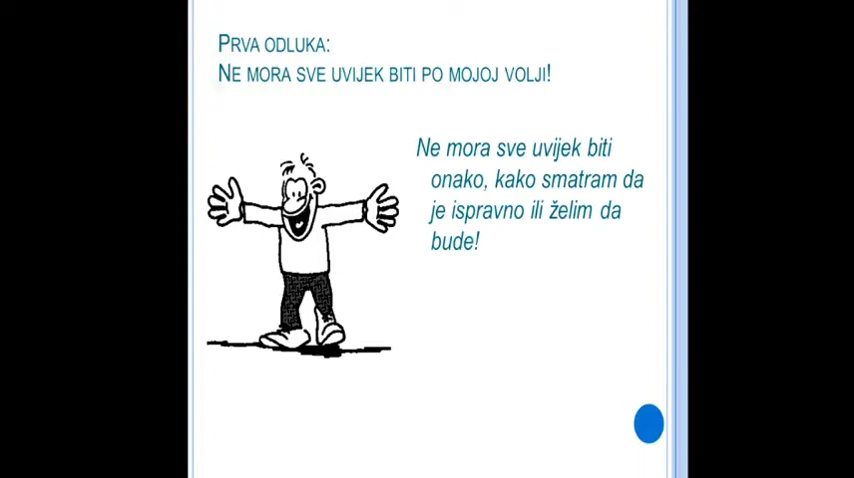 PRVA ODLUKA:
NE MORA SVE UVIJEK BITI PO MOJOJ VOLJI!
Ne mora sve uvijek biti
onako, kako smatram da
je ispravno ili želim da
bude!